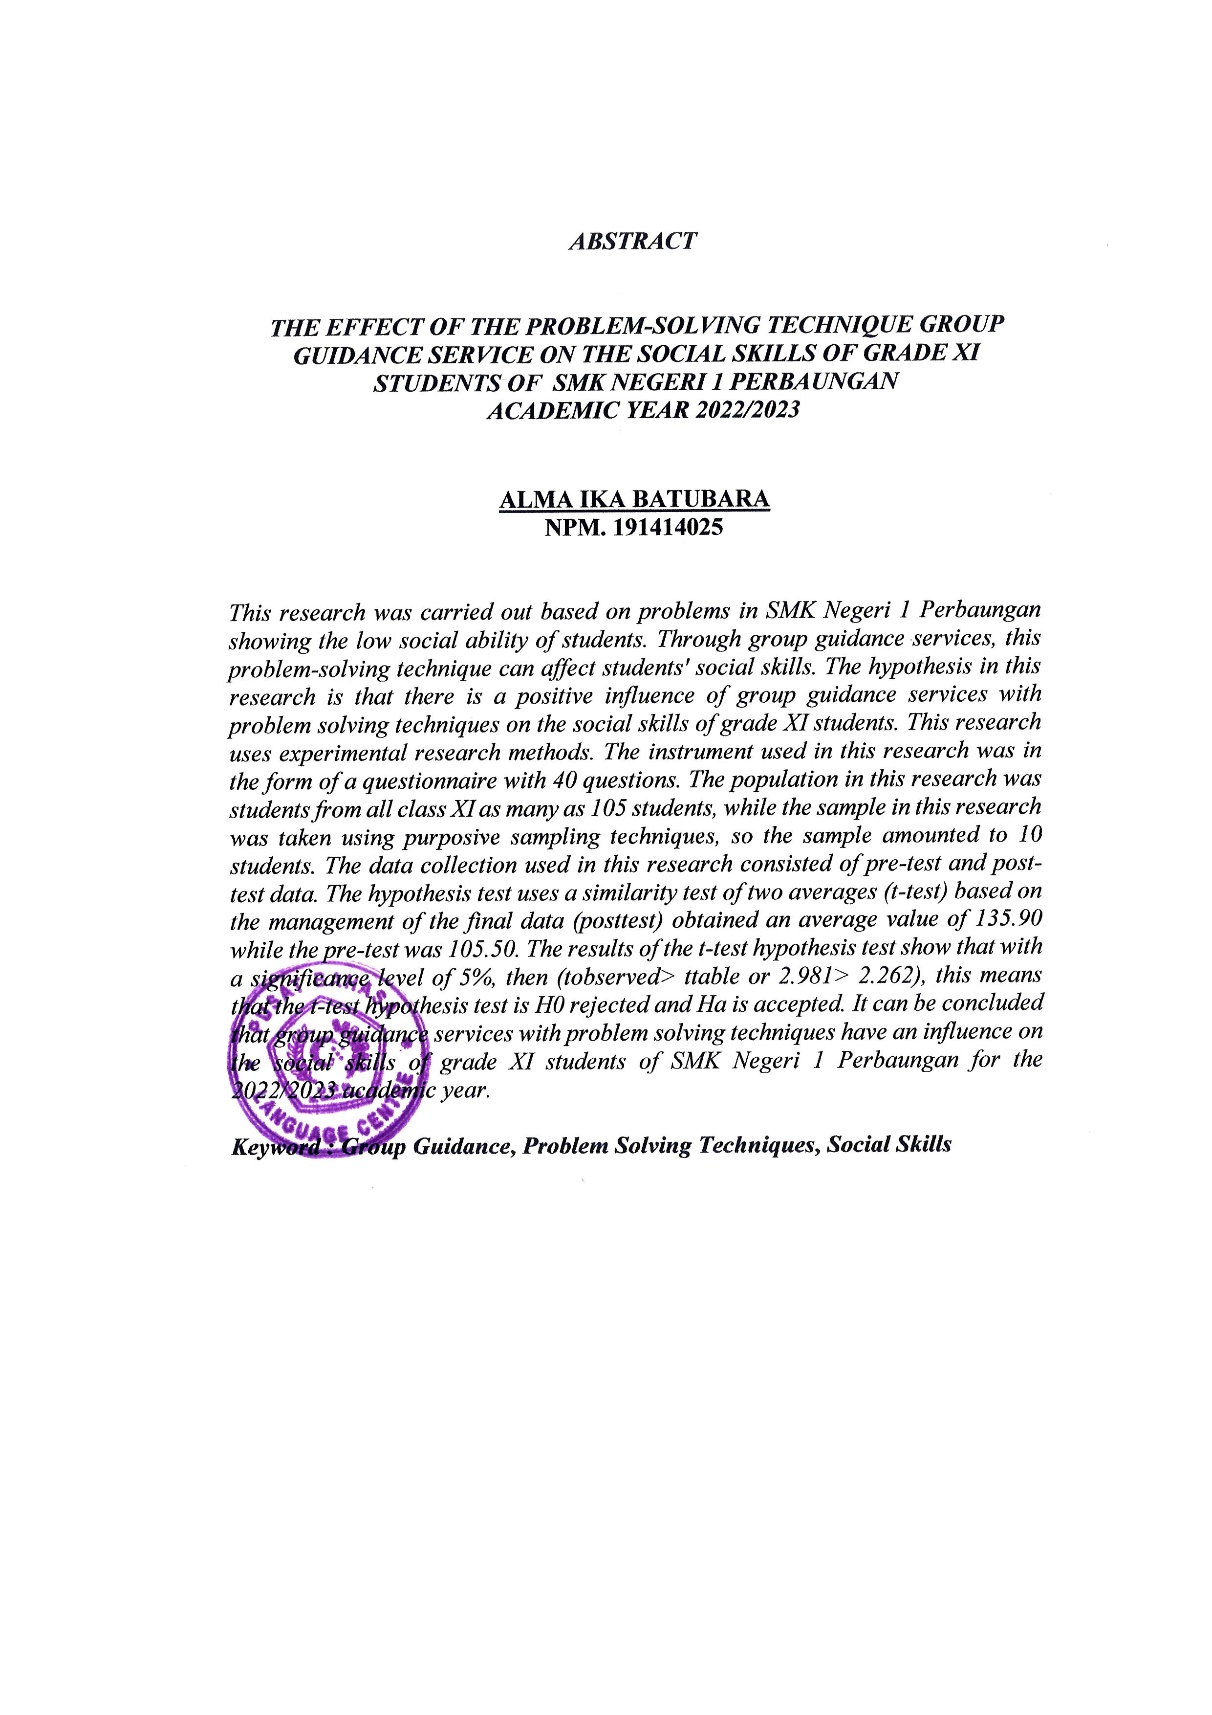 ABSTRACT
THE EFFECT OF THE PROBLEM-SOLVING TECHNIQUE GROUP
GUIDANCE SERVICE ON THE SOCIAL SKILLS OF GRADE XI
STUDENTS OF SMK NEGERI 1 PERBAUNGAN
ACADEMIC YEAR 2022/2023
ALMA IKA BATUBARA
NPM. 191414025
This research was carried out based on problems in SMK Negeri 1 Perbaungan
showing the low social ability of students. Through group guidance services, this
problem-solving technique can affect students' social skills. The hypothesis in this
research is that there is a positive influence of group guidance services with
problem solving techniques on the social skills of grade XI students. This research
uses experimental research methods. The instrument used in this research was in
the form of a questionnaire with 40 questions. The population in this research was
students from all class XI as many as 105 students, while the sample in this research
was taken using purposive sampling techniques, so the sample amounted to 10
students. The data collection used in this research consisted of pre-test and post-
test data. The hypothesis test uses a similarity test of two averages (t-test) based on
the management of the final data (posttest) obtained an average value of 135.90
while the pre-test was 105.50. The results of the t-test hypothesis test show that with
a significance level of 5%, then (tobserved> ttable or 2.981> 2.262), this means
that the t-test hypothesis test is H0 rejected and Ha is accepted. It can be concluded
that group guidance services with problem solving techniques have an influence on
the social skills of grade XI students of SMK Negeri 1 Perbaungan for the
2022/2023 academic year.
Keyword : Group Guidance, Problem Solving Techniques, Social Skills
PUSAT BAHASA
LANGUAGE CENTRE